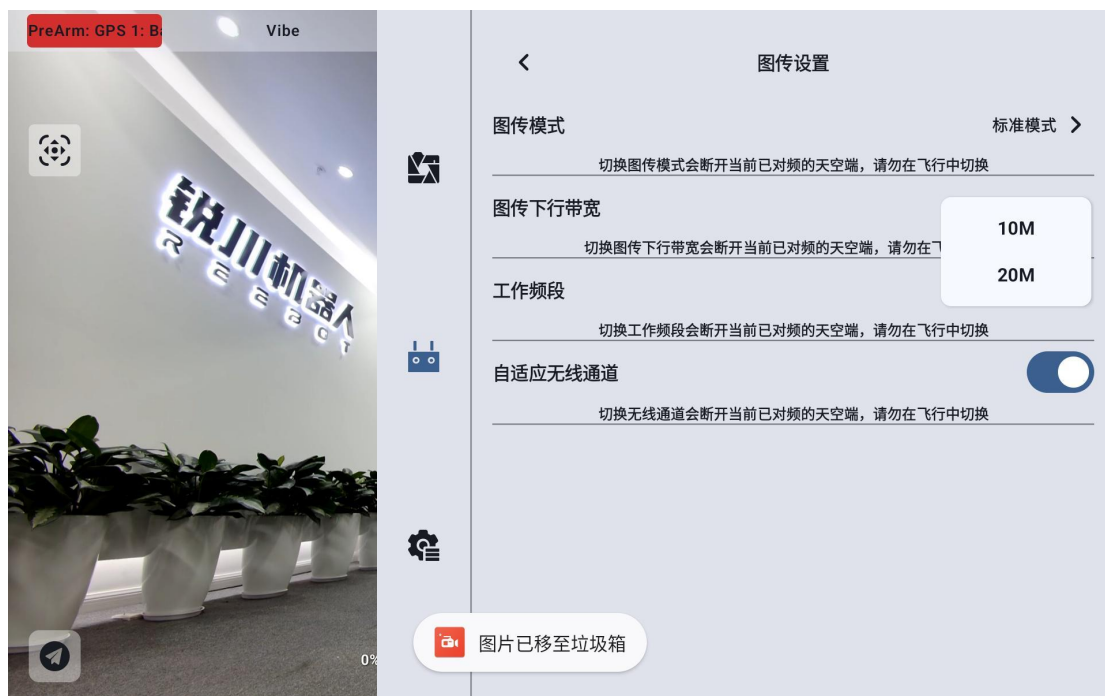 PreArm: GPS 1: Ba
Vibe
锐川机器人
REEBOT
0%
图传设置
图传模式
标准模式
切换图传模式会断开当前已对频的天空端，请勿在飞行中切换
图传下行带宽
10M
切换图传下行带宽会断开当前已对频的天空端，请勿在飞
20M
工作频段
切换工作频段会断开当前已对频的天空端，请勿在飞行中切换
自适应无线通道
切换无线通道会断开当前已对频的天空端，请勿在飞行中切换
图片已移至垃圾箱